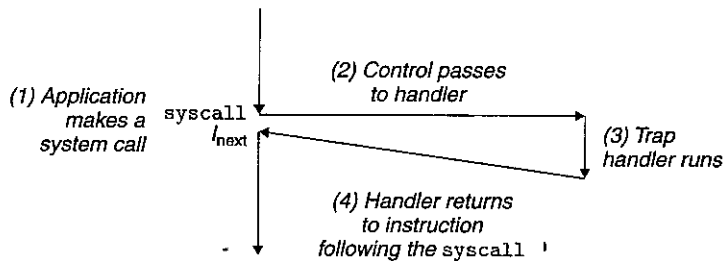 (1) Application
makes a
system call
syscall
Inext
(2) Control passes
to handler
(3) Trap
handler runs
(4) Handler returns
to instruction
following the syscall